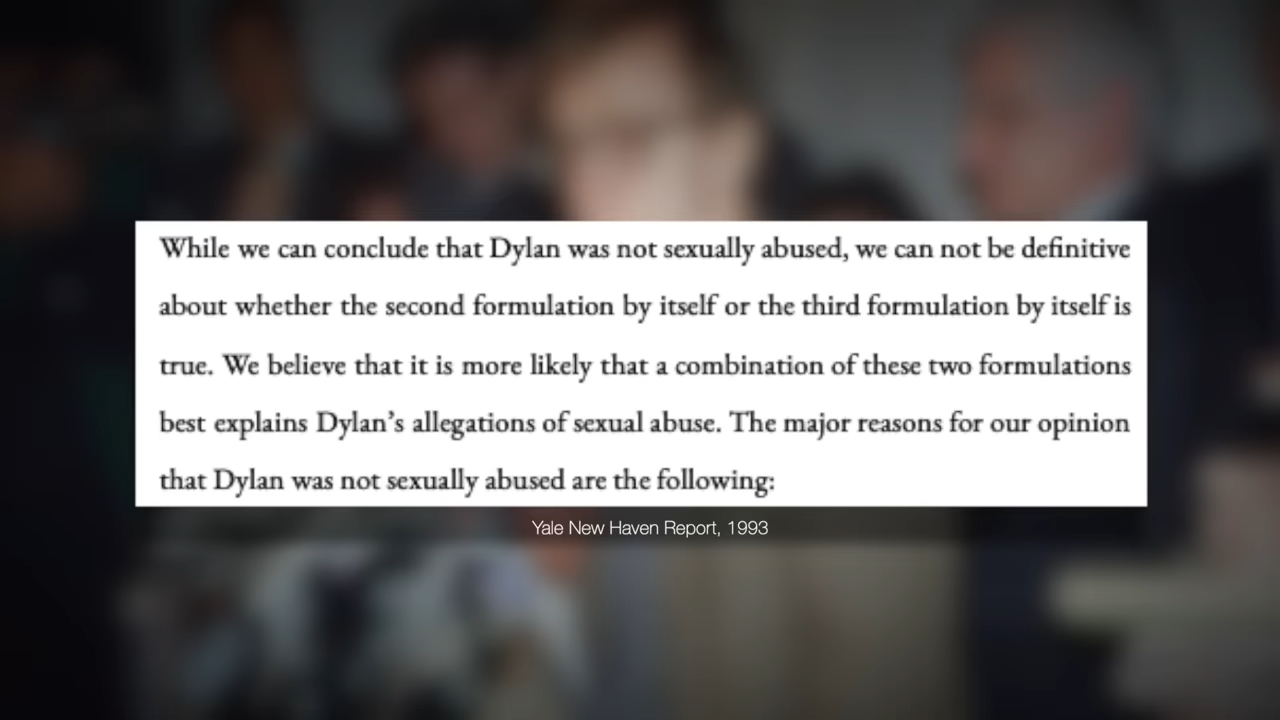 While we can conclude that Dylan was not sexually abused, we can not be definitive
about whether the second formulation by itself or the third formulation by itself is
true. We believe that it is more likely that a combination of these two formulations
best explains Dylan’s allegations of sexual abuse. The major reasons for our opinion
that Dylan was not sexually abused are the following:
Yale New Haven Report, 1993